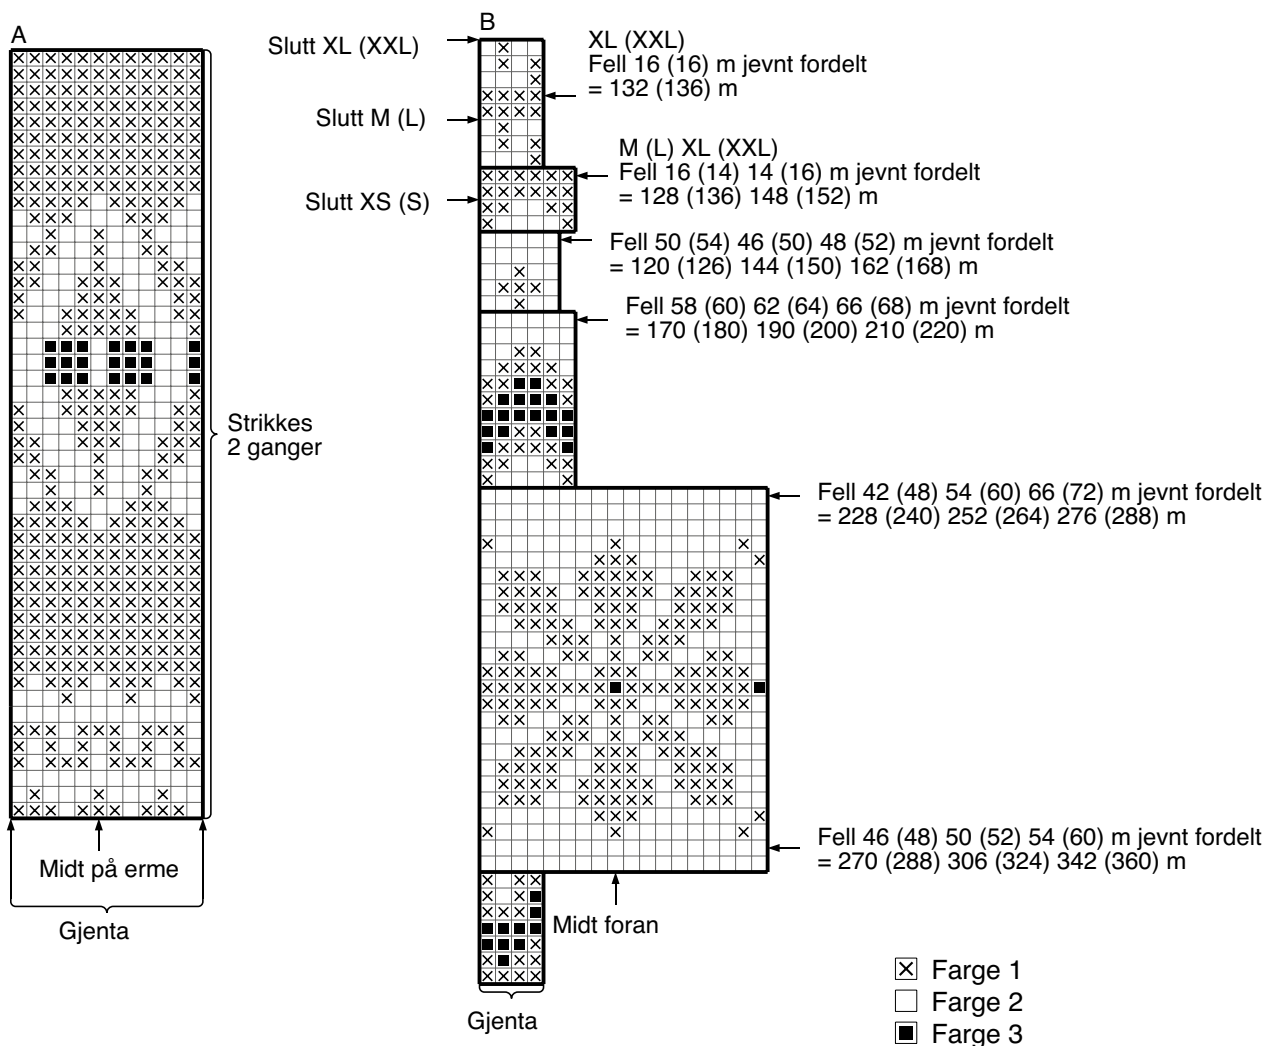 A
B
Slutt XL (XXL)
XL (XXL)
Fell 16 (16) m jevnt fordelt
= 132 (136) m
Slutt M (L)
M (L) XL (XXL)
Fell 16 (14) 14 (16) m jevnt fordelt
= 128 (136) 148 (152) m
Slutt XS (S)
Fell 50 (54) 46 (50) 48 (52) m jevnt fordelt
= 120 (126) 144 (150) 162 (168) m
Fell 58 (60) 62 (64) 66 (68) m jevnt fordelt
= 170 (180) 190 (200) 210 (220) m
Strikkes
2 ganger
Fell 42 (48) 54 (60) 66 (72) m jevnt fordelt
= 228 (240) 252 (264) 276 (288) m
Fell 46 (48) 50 (52) 54 (60) m jevnt fordelt
= 270 (288) 306 (324) 342 (360) m
Midt på erme
Gjenta
Midt foran
Gjenta
Farge 1
Farge 2
Farge 3